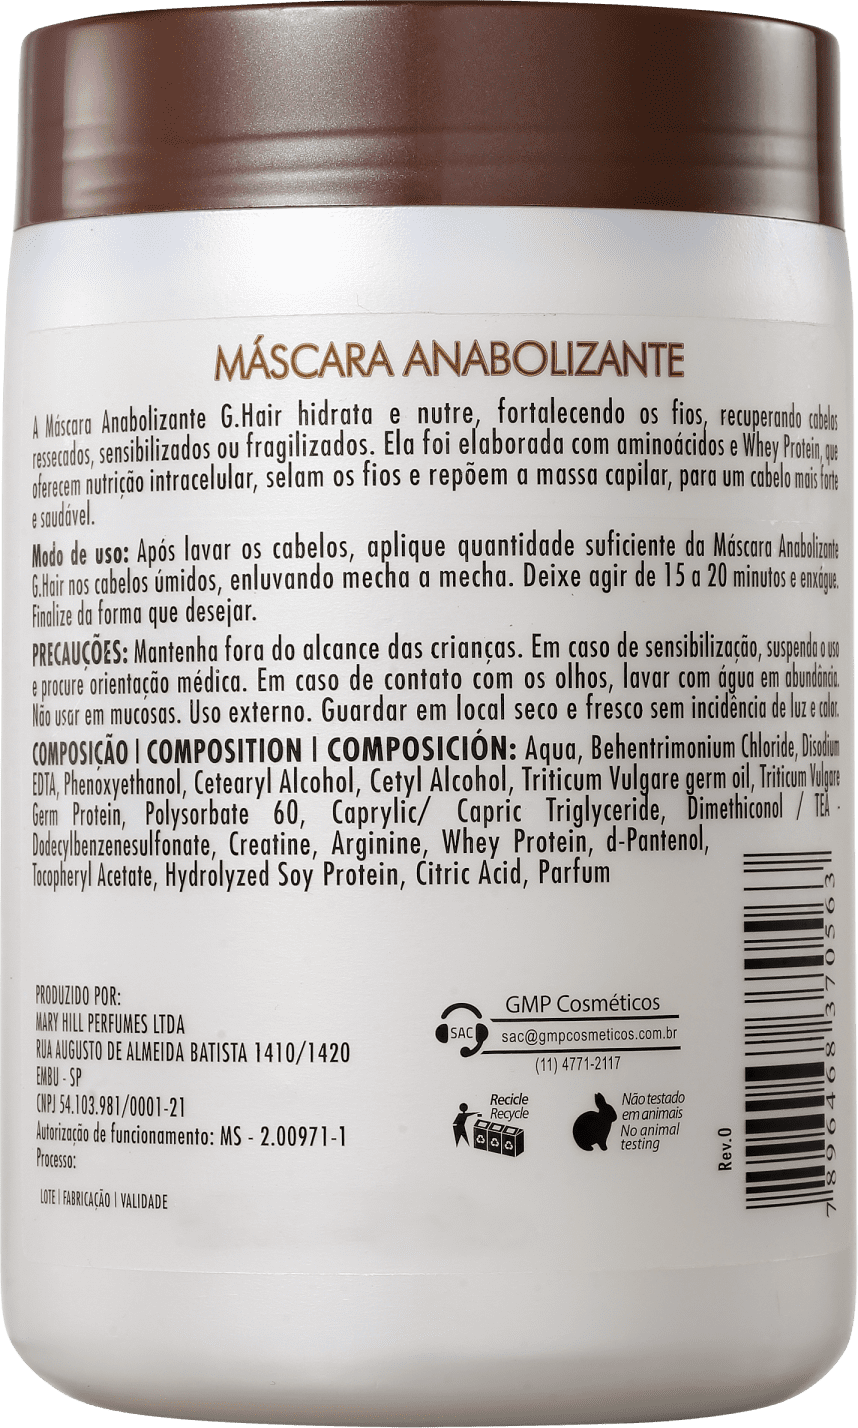 MÁSCARA ANABOLIZANTE
A Máscara Anabolizante G.Hair hidrata e nutre, fortalecendo os fios, recuperando cabelos
ressecados, sensibilizados ou fragilizados. Ela foi elaborada com aminoácidos e Whey Protein, que
oferecem nutrição intracelular, selam os fios e repõem a massa capilar, para um cabelo mais forte
e saudável.
Modo de uso: Após lavar os cabelos, aplique quantidade suficiente da Máscara Anabolizante
G.Hair nos cabelos úmidos, enluvando mecha a mecha. Deixe agir de 15 a 20 minutos e enxágue.
Finalize da forma que desejar.
PRECAUÇÕES: Mantenha fora do alcance das crianças. Em caso de sensibilização, suspenda o uso
e procure orientação médica. Em caso de contato com os olhos, lavar com água em abundância.
Não usar em mucosas. Uso externo. Guardar em local seco e fresco sem incidência de luz e calor.
COMPOSIÇÃO | COMPOSITION | COMPOSICIÓN: Aqua, Behentrimonium Chloride, Disodium
EDTA, Phenoxyethanol, Cetearyl Alcohol, Cetyl Alcohol, Triticum Vulgare germ oil, Triticum Vulgare
Germ Protein, Polysorbate 60, Caprylic/ Capric Triglyceride, Dimethiconol / TEA -
Dodecylbenzenesulfonate, Creatine, Arginine, Whey Protein, d-Pantenol,
Tocopheryl Acetate, Hydrolyzed Soy Protein, Citric Acid, Parfum
PRODUZIDO POR:
MARY HILL PERFUMES LTDA
RUA AUGUSTO DE ALMEIDA BATISTA 1410/1420
EMBU - SP
CNPJ 54.103.981/0001-21
Autorização de funcionamento: MS - 2.00971-1
Processo:
LOTE | FABRICAÇÃO | VALIDADE
GMP Cosméticos
SAC
sac@gmpcosmeticos.com.br
(11) 4771-2117
Recicle
Recycle
Não testado
em animais
No animal
testing
Rev.0
7896468370563